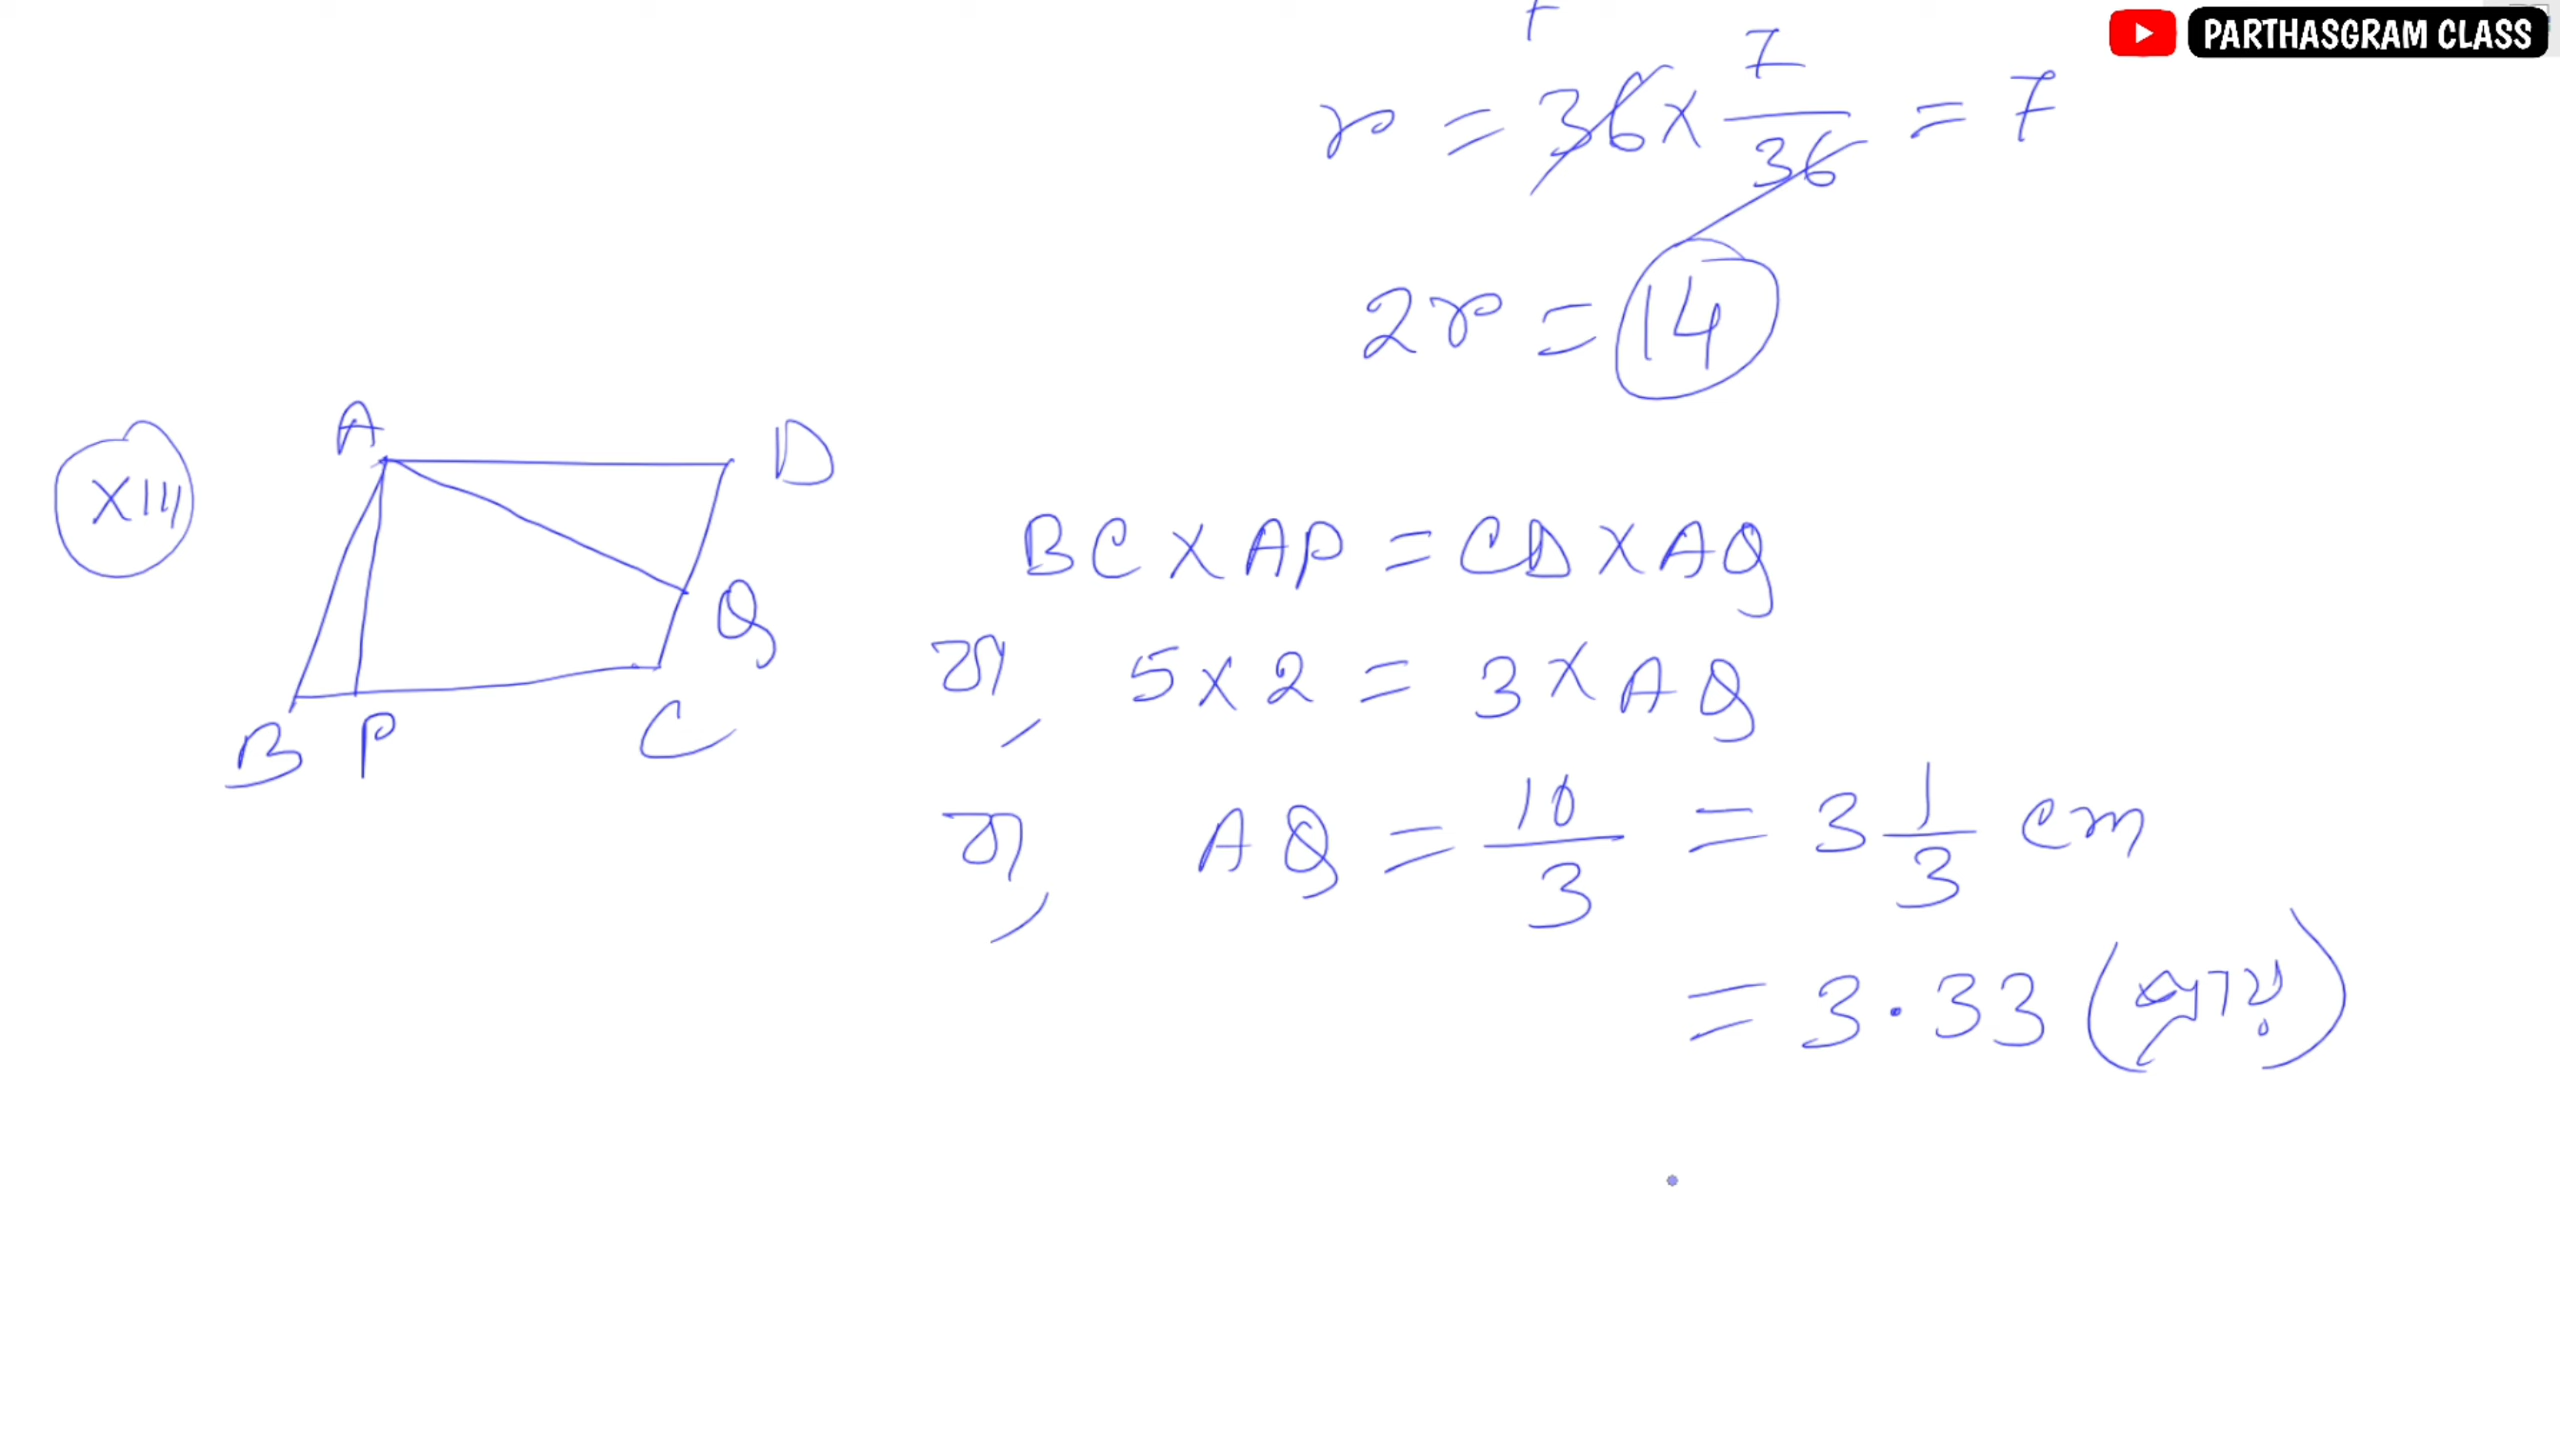 PARTHASGRAM CLASS
r = 36 × 7/36 = 7
2r = 14
XIII
A
D
Q
B P C
BC × AP = CD × AQ
বা, 5 × 2 = 3 × AQ
বা, AQ = 10/3 = 3 1/3 cm
= 3.33 (প্রায়)